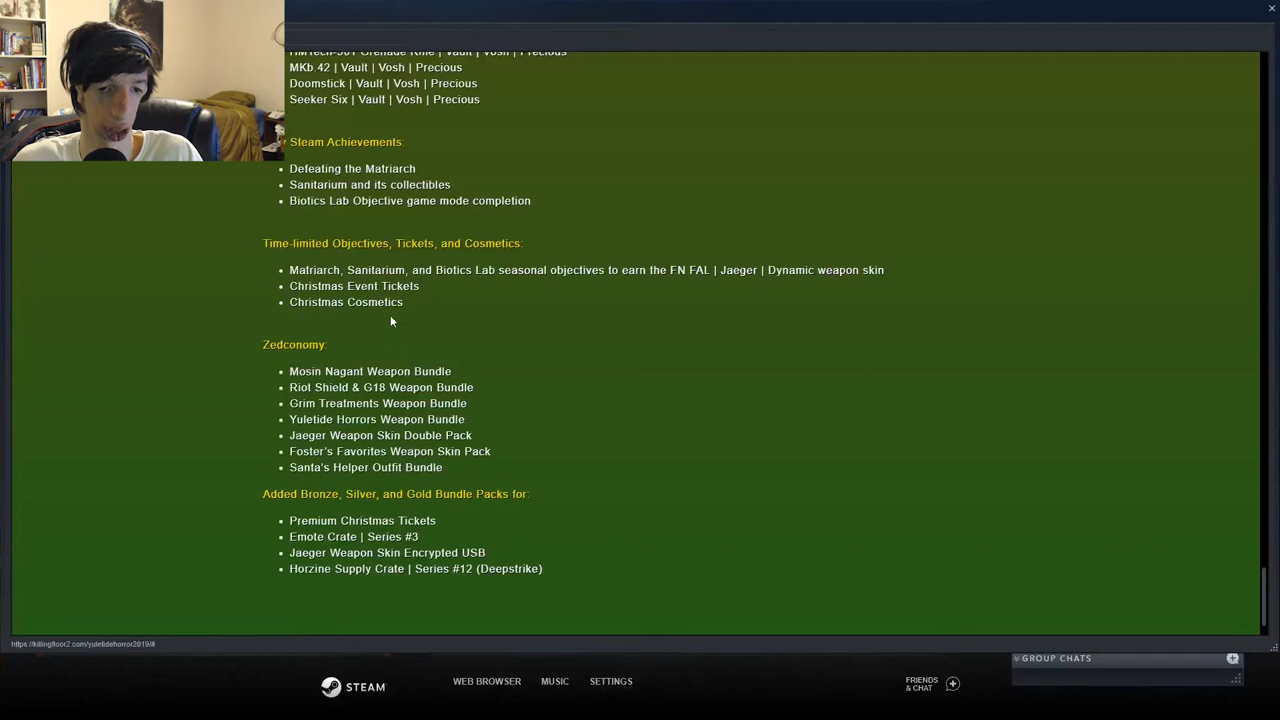 MKb.42 | Vault | Vosh | Precious
Doomstick | Vault | Vosh | Precious
Seeker Six | Vault | Vosh | Precious
Steam Achievements:
• Defeating the Matriarch
• Sanitarium and its collectibles
• Biotics Lab Objective game mode completion
Time-limited Objectives, Tickets, and Cosmetics:
• Matriarch, Sanitarium, and Biotics Lab seasonal objectives to earn the FN FAL | Jaeger | Dynamic weapon skin
• Christmas Event Tickets
• Christmas Cosmetics
Zedconomy:
• Mosin Nagant Weapon Bundle
• Riot Shield & G18 Weapon Bundle
• Grim Treatments Weapon Bundle
• Yuletide Horrors Weapon Bundle
• Jaeger Weapon Skin Double Pack
• Foster's Favorites Weapon Skin Pack
• Santa's Helper Outfit Bundle
Added Bronze, Silver, and Gold Bundle Packs for:
• Premium Christmas Tickets
• Emote Crate | Series #3
• Jaeger Weapon Skin Encrypted USB
• Horzine Supply Crate | Series #12 (Deepstrike)
https://killingfloor2.com/yuletidehorror2019/#
GROUP CHATS
STEAM
WEB BROWSER
MUSIC
SETTINGS
FRIENDS
& CHAT